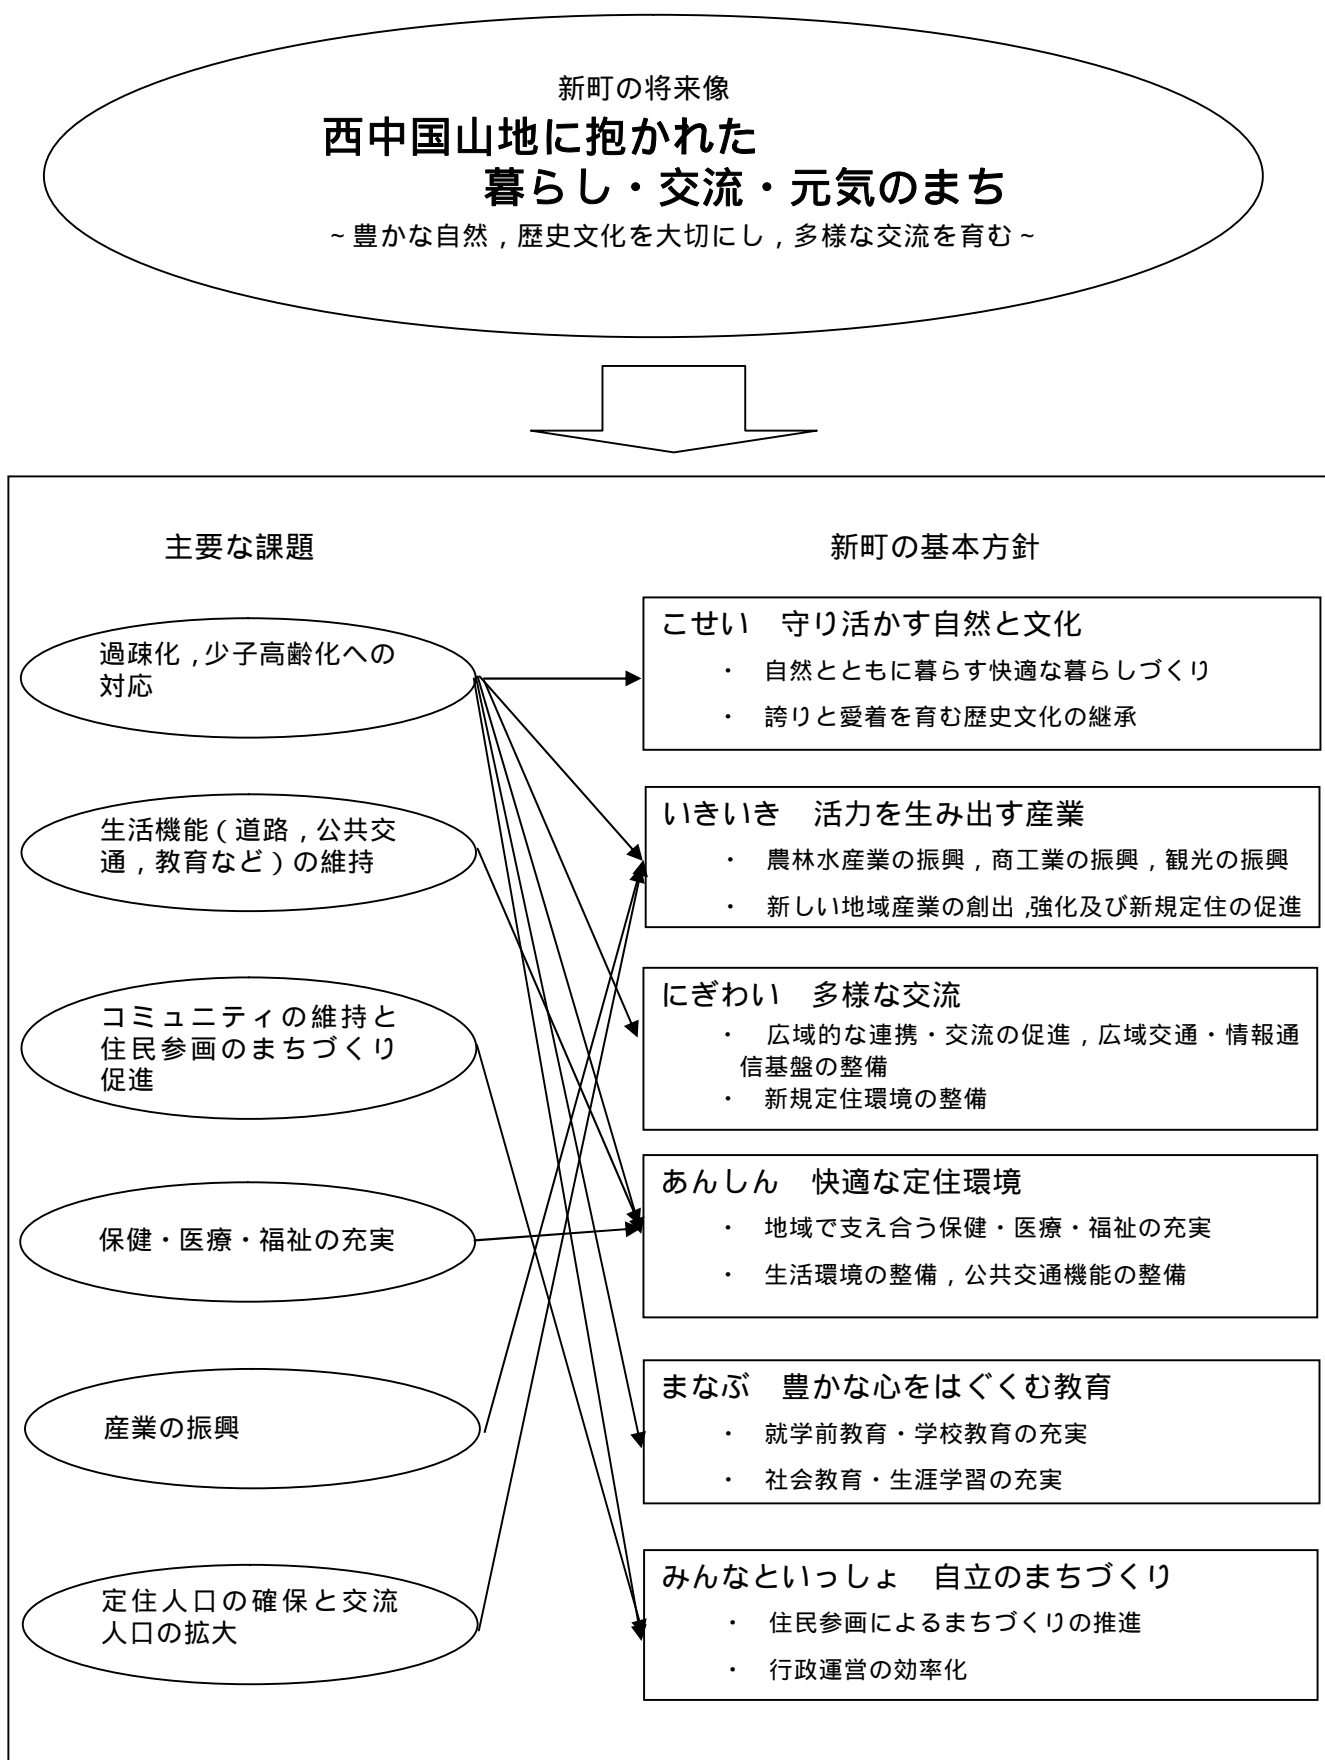 新町の将来像
西中国山地に抱かれた
暮らし・交流・元気のまち
~豊かな自然，歴史文化を大切にし，多様な交流を育む~
主要な課題
過疎化，少子高齢化への
対応
生活機能（道路，公共交
通，教育など）の維持
コミュニティの維持と
住民参画のまちづくり
促進
保健・医療・福祉の充実
産業の振興
定住人口の確保と交流
人口の拡大
新町の基本方針
こせい　守り活かす自然と文化
・　自然とともに暮らす快適な暮らしづくり
・　誇りと愛着を育む歴史文化の継承
いきいき　活力を生み出す産業
・　農林水産業の振興，商工業の振興，観光の振興
・　新しい地域産業の創出，強化及び新規定住の促進
にぎわい　多様な交流
・　広域的な連携・交流の促進，広域交通・情報通
信基盤の整備
・　新規定住環境の整備
あんしん　快適な定住環境
・　地域で支え合う保健・医療・福祉の充実
・　生活環境の整備，公共交通機能の整備
まなぶ　豊かな心をはぐくむ教育
・　就学前教育・学校教育の充実
・　社会教育・生涯学習の充実
みんなといっしょ　自立のまちづくり
・　住民参画によるまちづくりの推進
・　行政運営の効率化